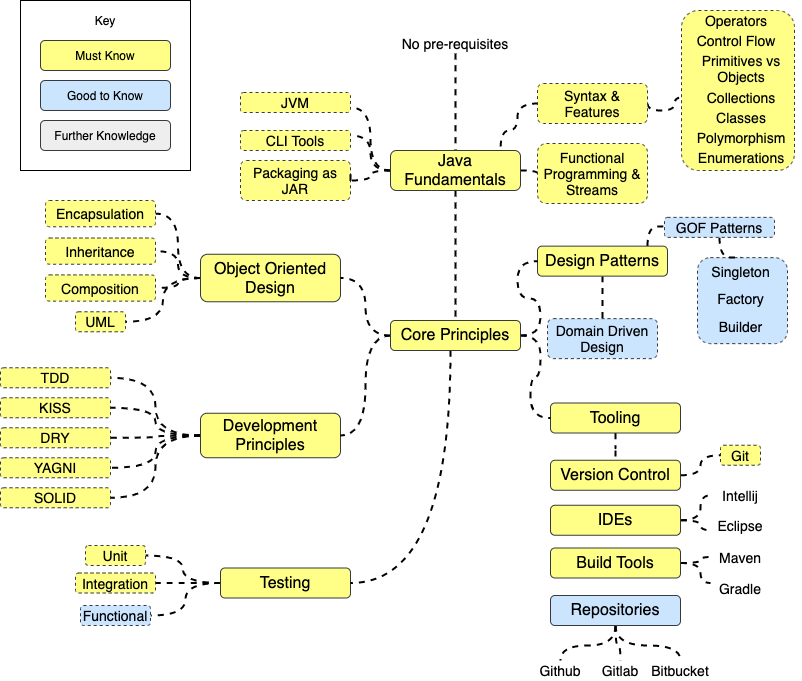 Key
Must Know
Good to Know
Further Knowledge
No pre-requisites
JVM
CLI Tools
Packaging as
JAR
Java
Fundamentals
Syntax &
Features
Functional
Programming &
Streams
Operators
Control Flow
Primitives vs
Objects
Collections
Classes
Polymorphism
Enumerations
Encapsulation
Inheritance
Composition
UML
Object Oriented
Design
Core Principles
Design Patterns
GOF Patterns
Singleton
Factory
Builder
Domain Driven
Design
TDD
KISS
DRY
YAGNI
SOLID
Development
Principles
Tooling
Version Control
Git
IDEs
Intellij
Eclipse
Build Tools
Maven
Gradle
Repositories
Github
Gitlab
Bitbucket
Unit
Integration
Functional
Testing